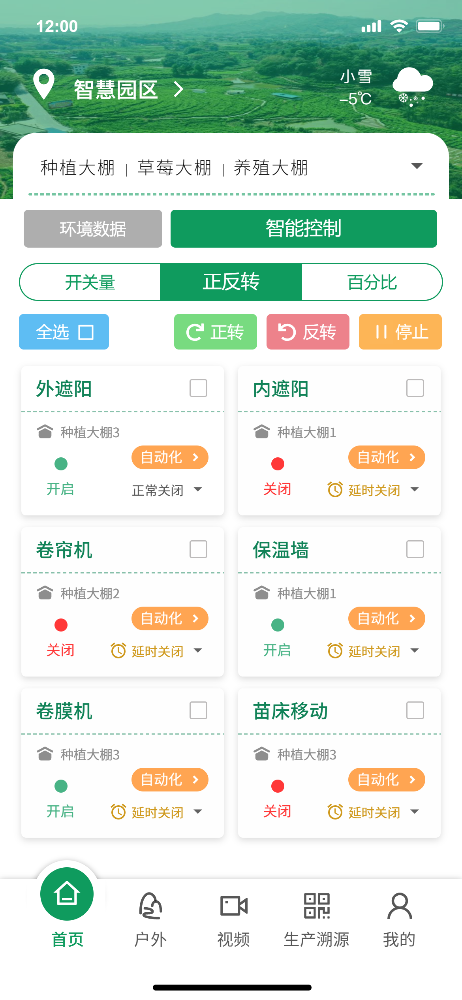 12:00
智慧园区
小雪
-5℃
种植大棚 | 草莓大棚 | 养殖大棚
环境数据 智能控制
开关量 正反转 百分比
全选 正转 反转 停止
外遮阳 内遮阳
种植大棚3 种植大棚1
自动化 自动化
开启 正常关闭 关闭 延时关闭
卷帘机 保温墙
种植大棚2 种植大棚1
自动化 自动化
关闭 延时关闭 开启 延时关闭
卷膜机 苗床移动
种植大棚3 种植大棚3
自动化 自动化
开启 延时关闭 关闭 延时关闭
首页 户外 视频 生产溯源 我的